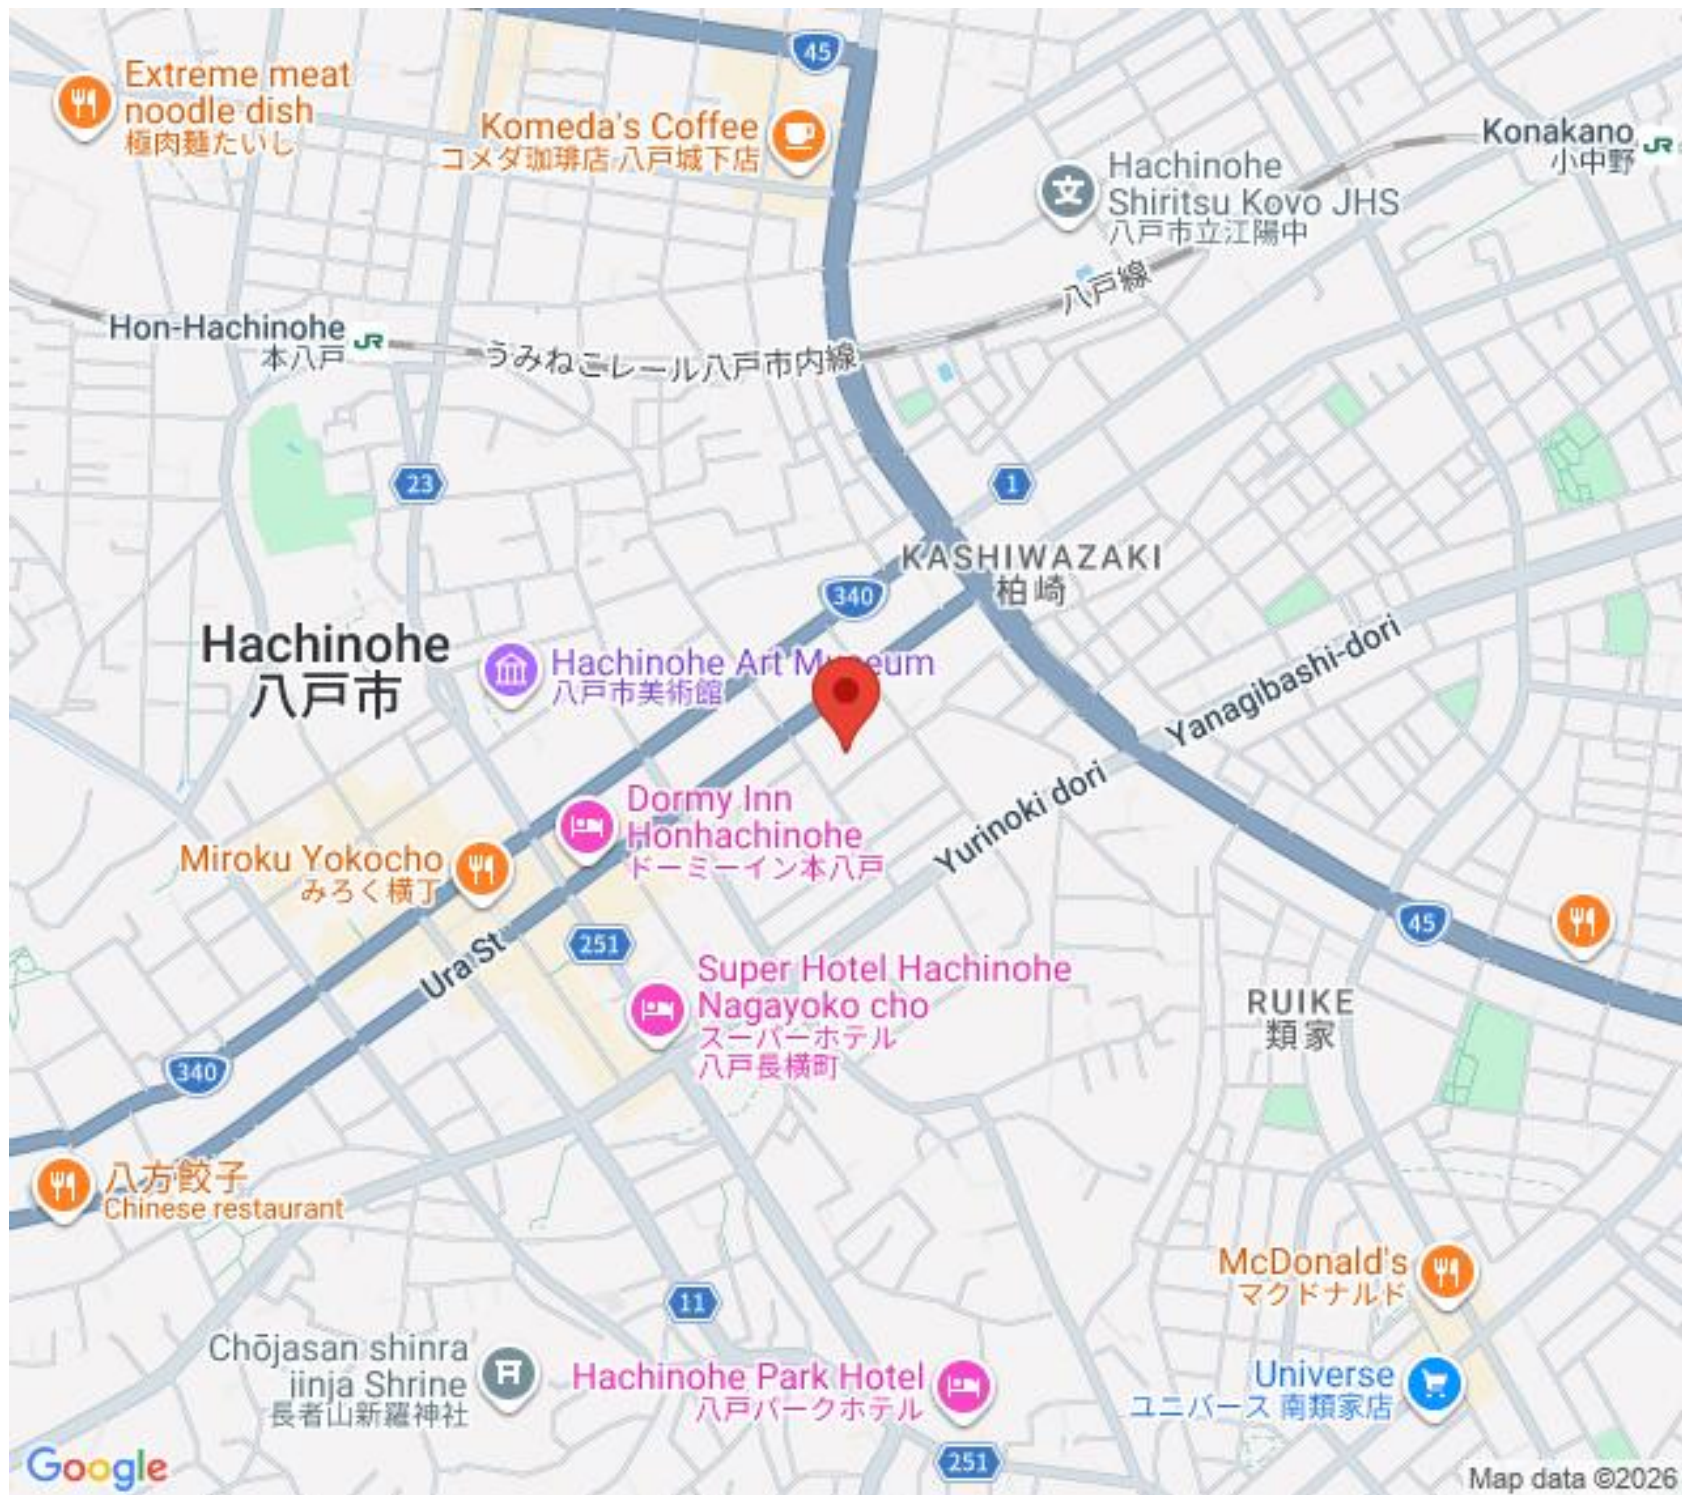 45
Extreme meat
noodle dish
極肉麺たいし
Komeda's Coffee
コメダ珈琲店 八戸城下店
Konakano
小中野
JR
Hachinohe
Shiritsu Kovo JHS
八戸市立江陽中
八戸線
Hon-Hachinohe
本八戸
JR
うみねこレール八戸市内線
23
1
KASHIWAZAKI
柏崎
340
Hachinohe
八戸市
Hachinohe Art Museum
八戸市美術館
Yanagibashi-dori
Yurinoki dori
Dormy Inn
Honhachinohe
ドーミーイン本八戸
Miroku Yokocho
みろく横丁
45
251
Ura St
Super Hotel Hachinohe
Nagayoko cho
スーパーホテル
八戸長横町
RUIKE
類家
340
八方餃子
Chinese restaurant
McDonald's
マクドナルド
11
Chōjasan shinra
jinja Shrine
長者山新羅神社
Hachinohe Park Hotel
八戸パークホテル
Universe
ユニバース 南類家店
251
Google
Map data ©2026